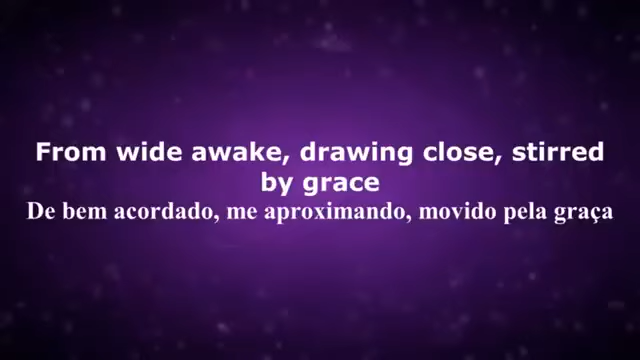 From wide awake, drawing close, stirred
by grace
De bem acordado, me aproximando, movido pela graça